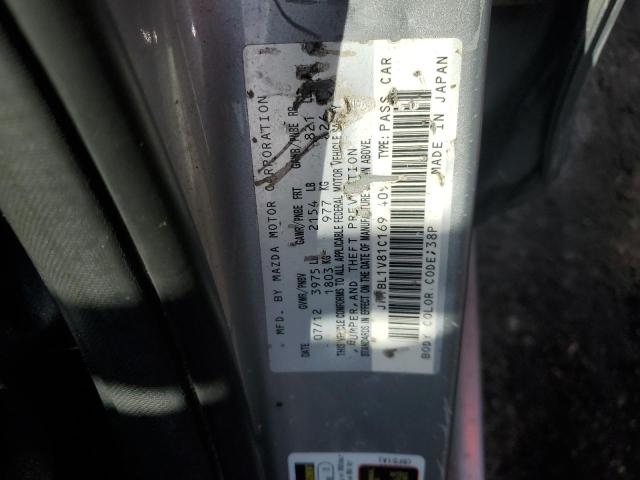 MFD. BY MAZDA MOTOR CORPORATION
DATE GVWR/PNBV GAWR/PNBE FRT GAWR/PNBE RR
07/12 3975 LB 2154 LB 1821
1803 KG 977 KG 824
THIS VEHICLE CONFORMS TO ALL APPLICABLE FEDERAL MOTOR VEHICLE
BUMPER, AND THEFT PREVENTION
STANDARDS IN EFFECT ON THE DATE OF MANUFACTURE SHOWN ABOVE.
BL1V81C169 TYPE: PASS. CAR
BODY COLOR CODE; 38P MADE IN JAPAN